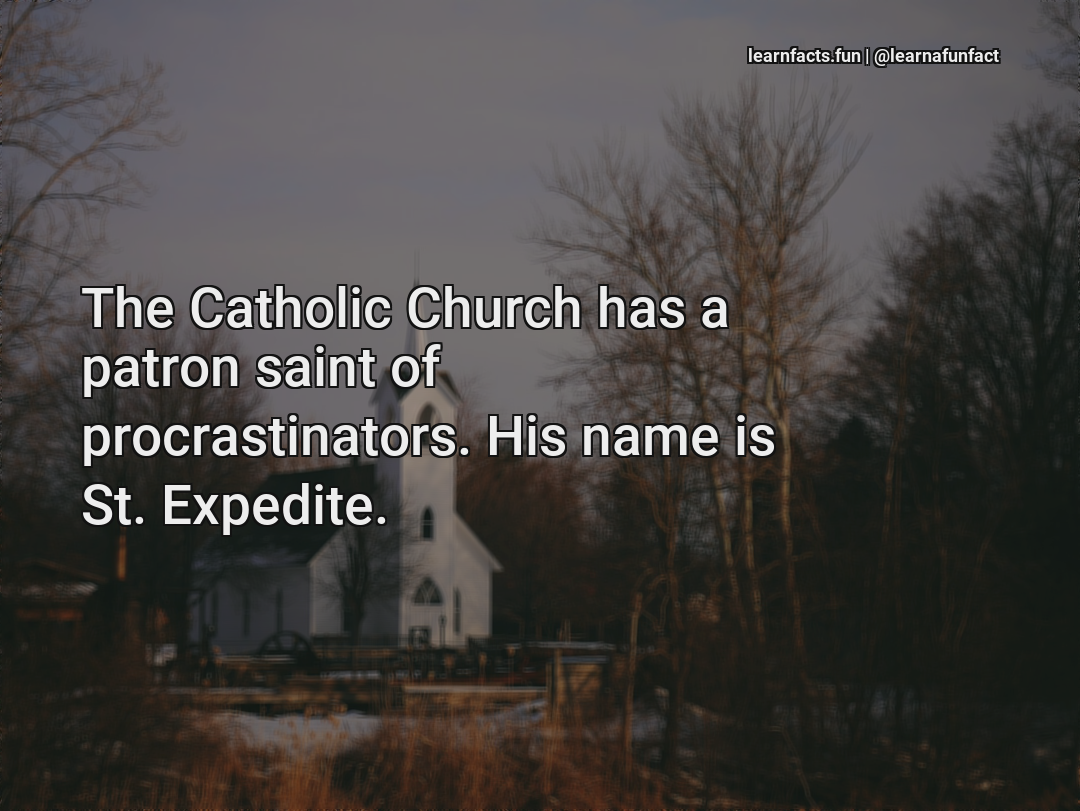 learnfacts.fun | @learnafunfact
The Catholic Church has a
patron saint of
procrastinators. His name is
St. Expedite.